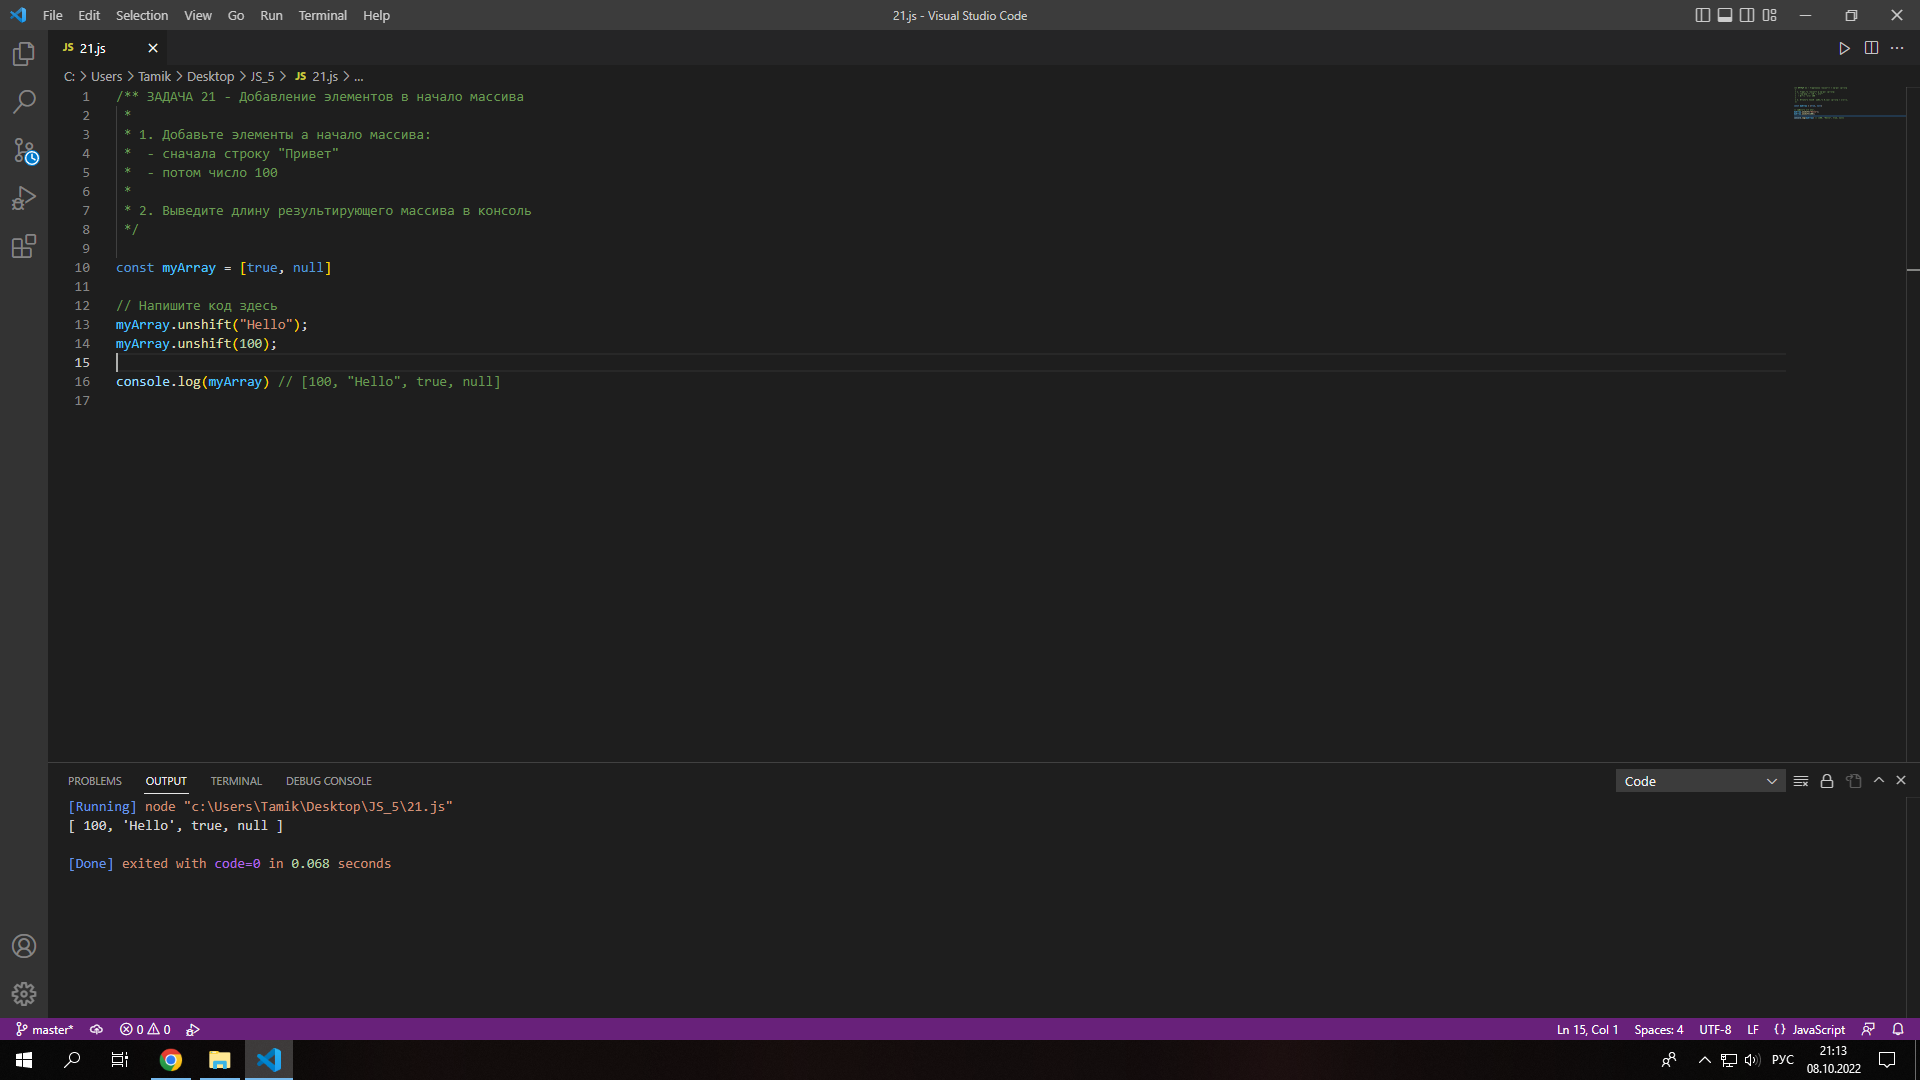 File Edit Selection View Go Run Terminal Help
21.js - Visual Studio Code
JS 21.js
C: > Users > Tamik > Desktop > JS_5 > JS 21.js > ...
1 /** ЗАДАЧА 21 - Добавление элементов в начало массива
2 *
3 * 1. Добавьте элементы а начало массива:
4 * - сначала строку "Привет"
5 * - потом число 100
6 *
7 * 2. Выведите длину результирующего массива в консоль
8 */
9
10 const myArray = [true, null]
11
12 // Напишите код здесь
13 myArray.unshift("Hello");
14 myArray.unshift(100);
15
16 console.log(myArray) // [100, "Hello", true, null]
17
PROBLEMS OUTPUT TERMINAL DEBUG CONSOLE
Code
[Running] node "c:\Users\Tamik\Desktop\JS_5\21.js"
[ 100, 'Hello', true, null ]
[Done] exited with code=0 in 0.068 seconds
master* 0 0
Ln 15, Col 1 Spaces: 4 UTF-8 LF {} JavaScript
РУС
21:13
08.10.2022